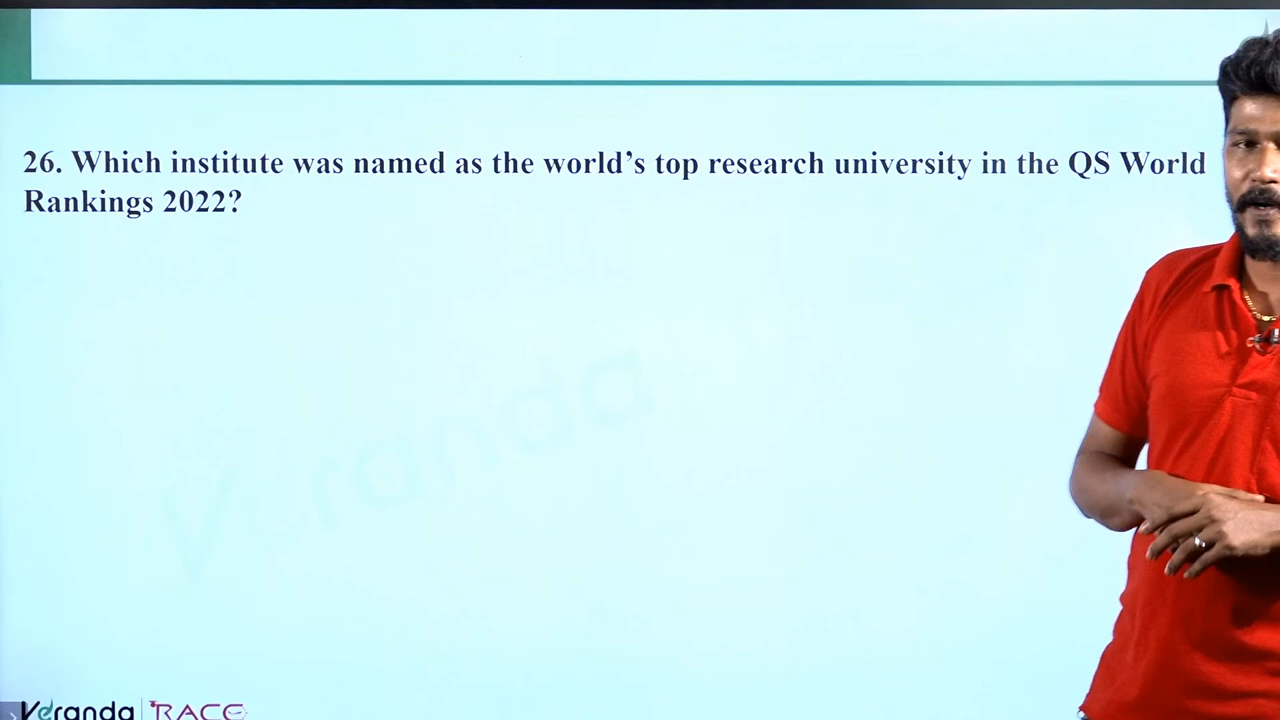 26. Which institute was named as the world’s top research university in the QS World
Rankings 2022?
Veranda
Veranda RACE